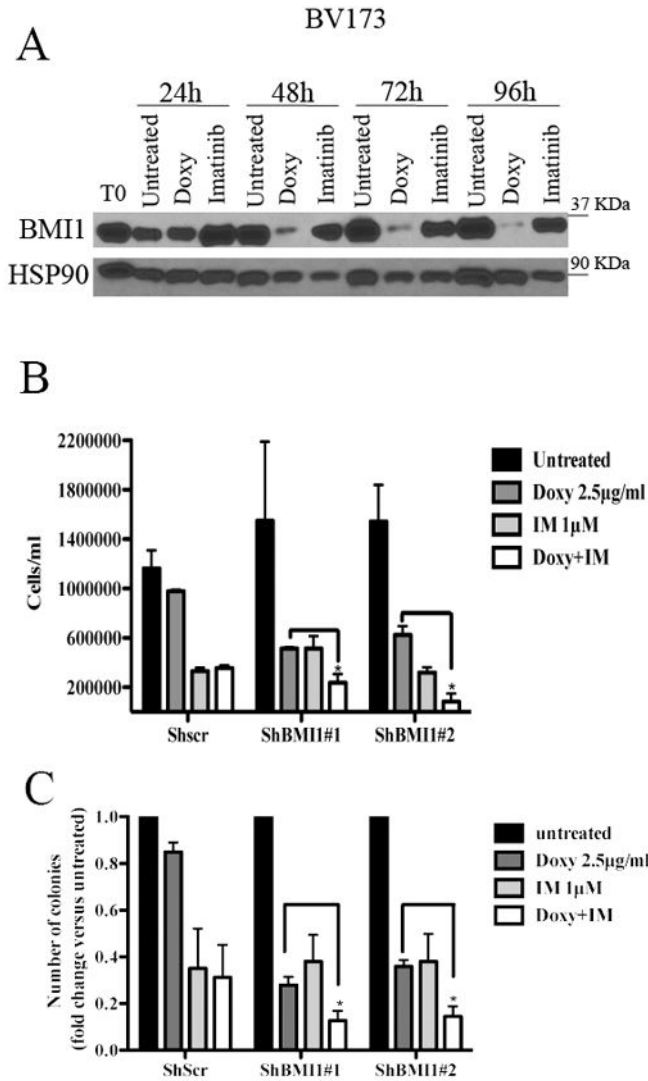 BV173
A
24h 48h 72h 96h
T0 Untreated Doxy Imatinib Untreated Doxy Imatinib Untreated Doxy Imatinib Untreated Doxy Imatinib
37 KDa
BMI1
90 KDa
HSP90
B
2200000
1800000
1400000
1000000
600000
200000
Cells/ml
Untreated
Doxy 2.5µg/ml
IM 1µM
Doxy+IM
* *
Shscr ShBMI1#1 ShBMI1#2
C
1.0
0.8
0.6
0.4
0.2
0.0
Number of colonies
(fold change versus untreated)
untreated
Doxy 2.5µg/ml
IM 1µM
Doxy+IM
* *
ShScr ShBMI1#1 ShBMI1#2